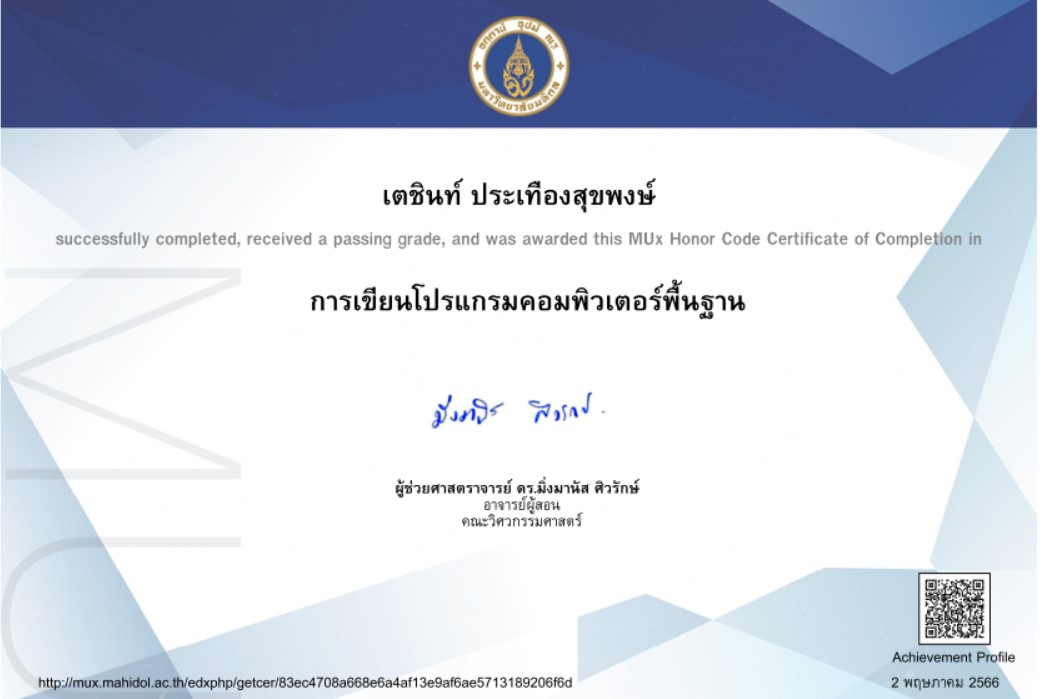 อตฺตานํ อุปมํ กเร
มหาวิทยาลัยมหิดล
เตชินท์ ประเทืองสุขพงษ์
successfully completed, received a passing grade, and was awarded this MUx Honor Code Certificate of Completion in
การเขียนโปรแกรมคอมพิวเตอร์พื้นฐาน
มิ่งมานัส ศิวรักษ์
ผู้ช่วยศาสตราจารย์ ดร.มิ่งมานัส ศิวรักษ์
อาจารย์ผู้สอน
คณะวิศวกรรมศาสตร์
MU
Achievement Profile
http://mux.mahidol.ac.th/edxphp/getcer/83ec4708a668e6a4af13e9af6ae5713189206f6d
2 พฤษภาคม 2566